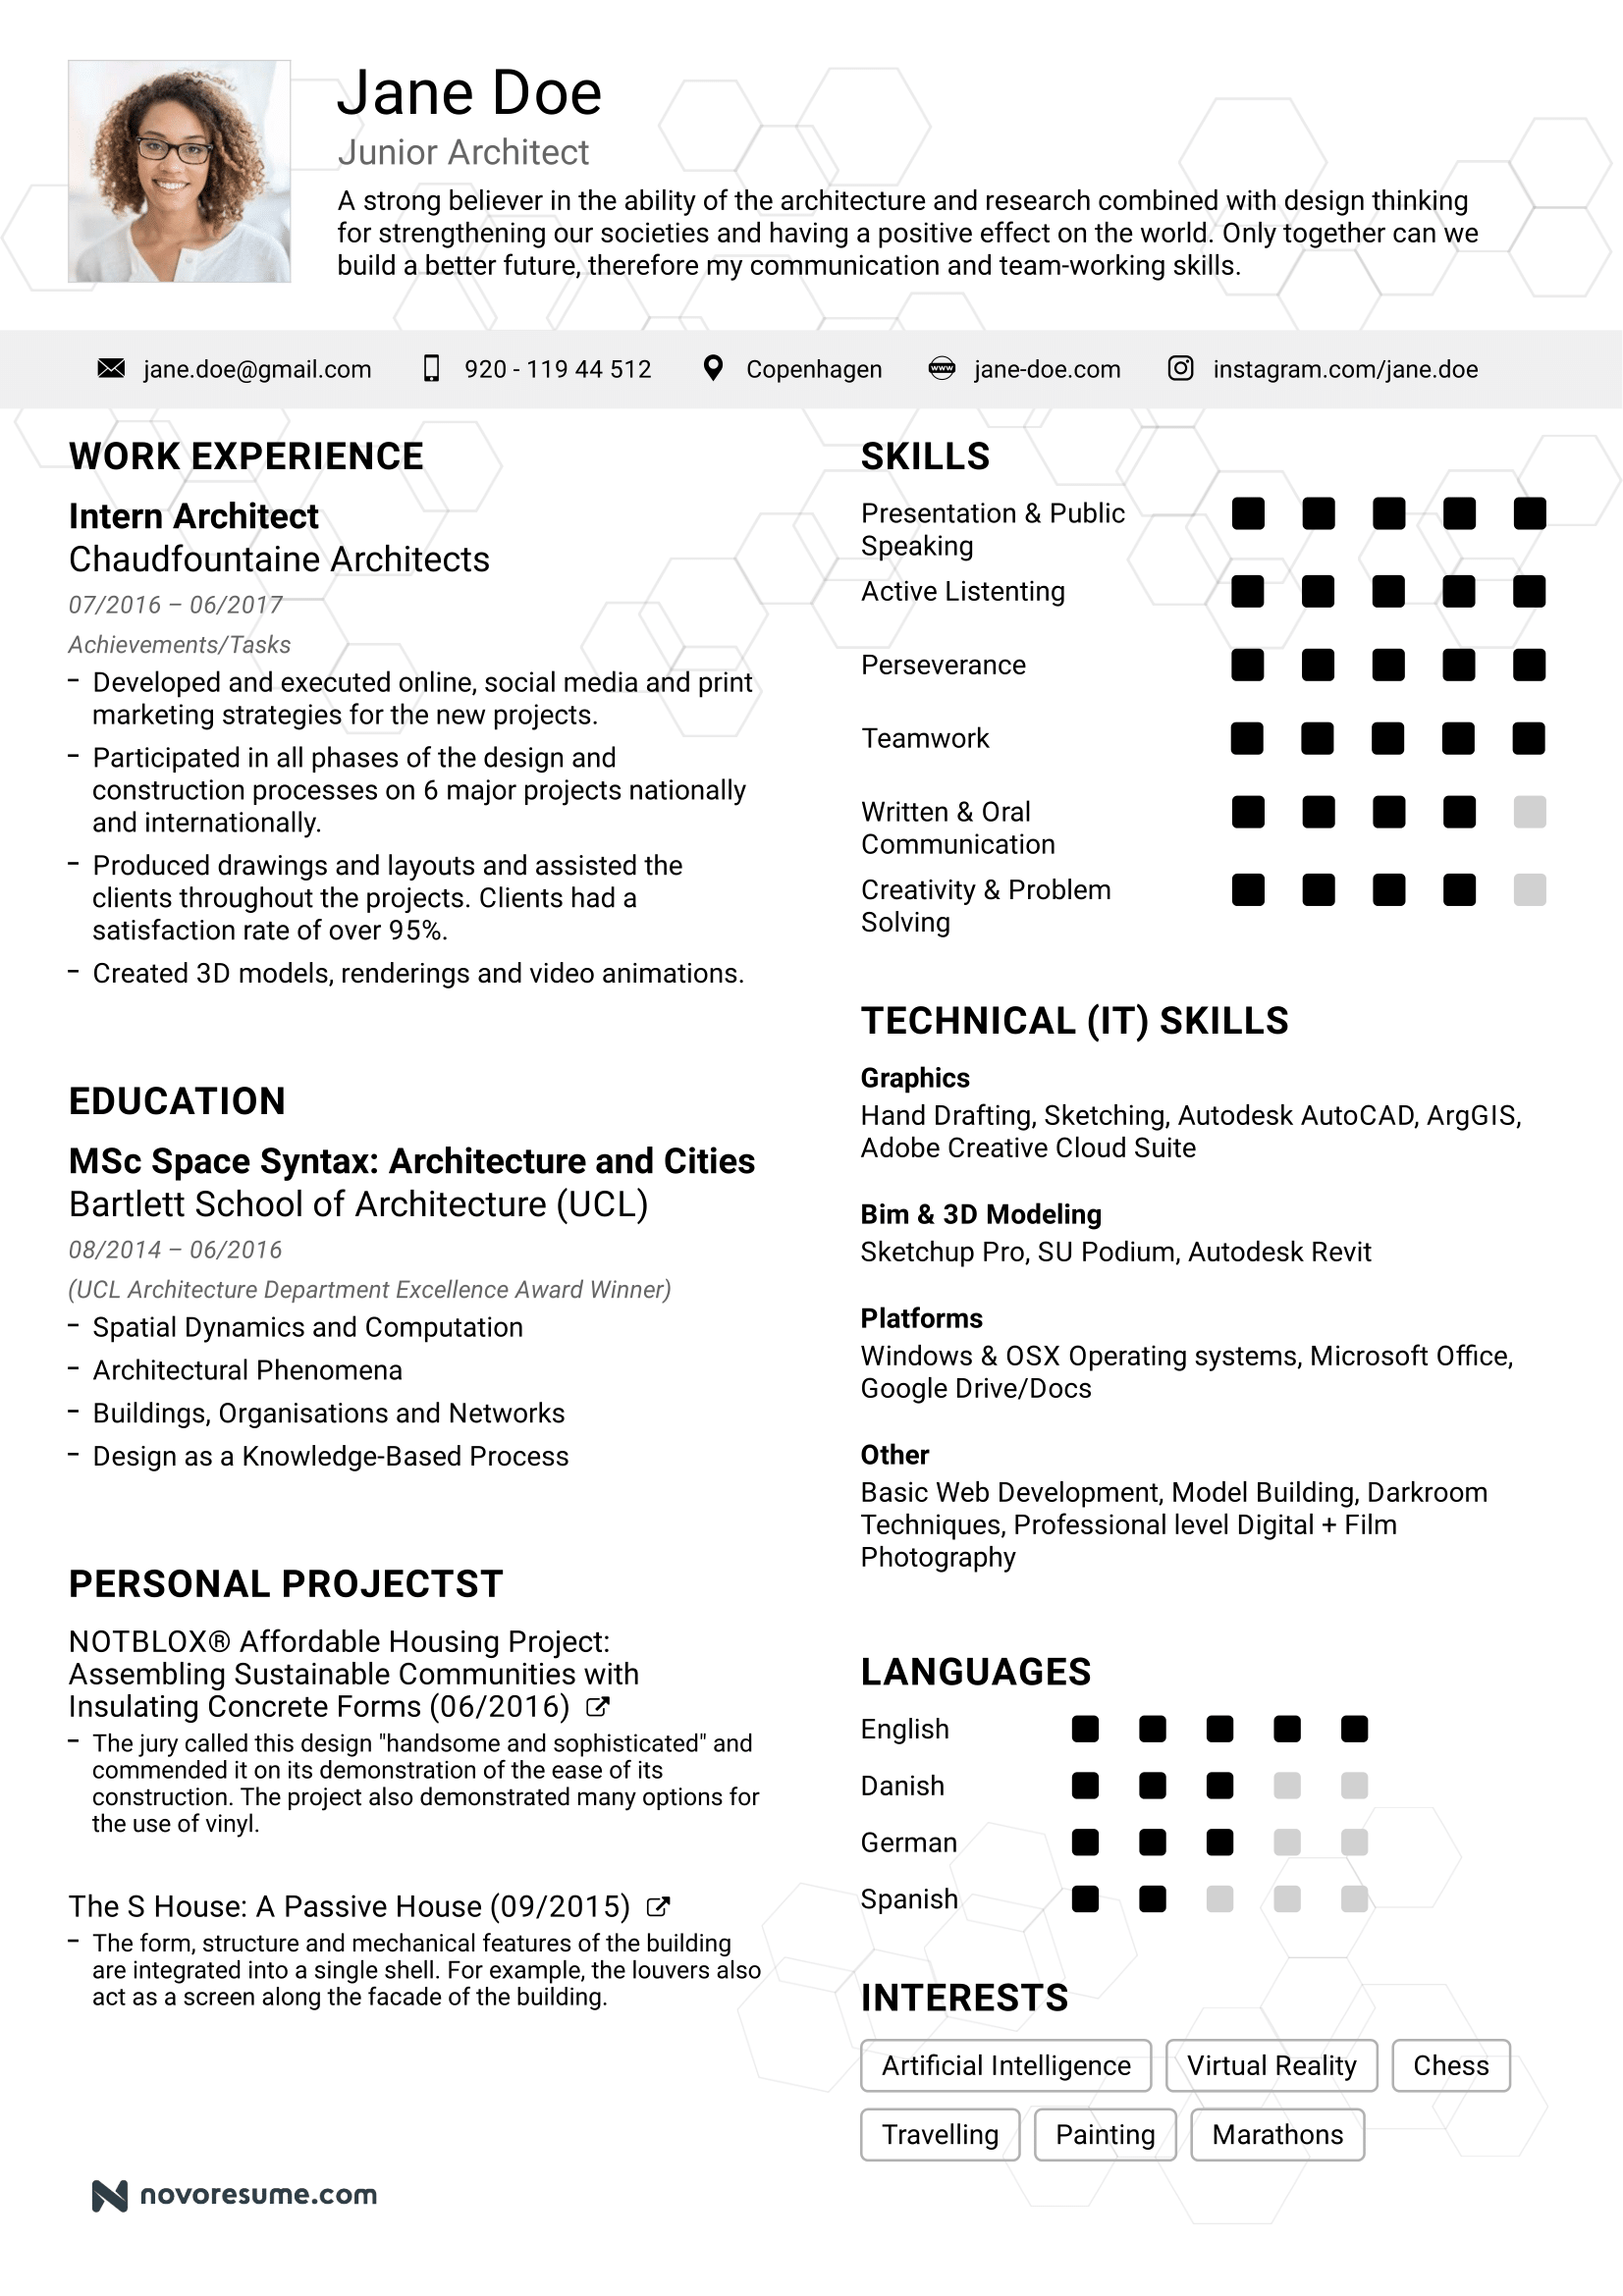 Jane Doe
Junior Architect
A strong believer in the ability of the architecture and research combined with design thinking
for strengthening our societies and having a positive effect on the world. Only together can we
build a better future, therefore my communication and team-working skills.
jane.doe@gmail.com 920 - 119 44 512 Copenhagen www jane-doe.com instagram.com/jane.doe
WORK EXPERIENCE
Intern Architect
Chaudfountaine Architects
07/2016 – 06/2017
Achievements/Tasks
– Developed and executed online, social media and print
marketing strategies for the new projects.
– Participated in all phases of the design and
construction processes on 6 major projects nationally
and internationally.
– Produced drawings and layouts and assisted the
clients throughout the projects. Clients had a
satisfaction rate of over 95%.
– Created 3D models, renderings and video animations.
EDUCATION
MSc Space Syntax: Architecture and Cities
Bartlett School of Architecture (UCL)
08/2014 – 06/2016
(UCL Architecture Department Excellence Award Winner)
– Spatial Dynamics and Computation
– Architectural Phenomena
– Buildings, Organisations and Networks
– Design as a Knowledge-Based Process
PERSONAL PROJECTST
NOTBLOX® Affordable Housing Project:
Assembling Sustainable Communities with
Insulating Concrete Forms (06/2016)
– The jury called this design "handsome and sophisticated" and
commended it on its demonstration of the ease of its
construction. The project also demonstrated many options for
the use of vinyl.
The S House: A Passive House (09/2015)
– The form, structure and mechanical features of the building
are integrated into a single shell. For example, the louvers also
act as a screen along the facade of the building.
SKILLS
Presentation & Public
Speaking
Active Listenting
Perseverance
Teamwork
Written & Oral
Communication
Creativity & Problem
Solving
TECHNICAL (IT) SKILLS
Graphics
Hand Drafting, Sketching, Autodesk AutoCAD, ArgGIS,
Adobe Creative Cloud Suite
Bim & 3D Modeling
Sketchup Pro, SU Podium, Autodesk Revit
Platforms
Windows & OSX Operating systems, Microsoft Office,
Google Drive/Docs
Other
Basic Web Development, Model Building, Darkroom
Techniques, Professional level Digital + Film
Photography
LANGUAGES
English
Danish
German
Spanish
INTERESTS
Artificial Intelligence Virtual Reality Chess
Travelling Painting Marathons
novoresume.com